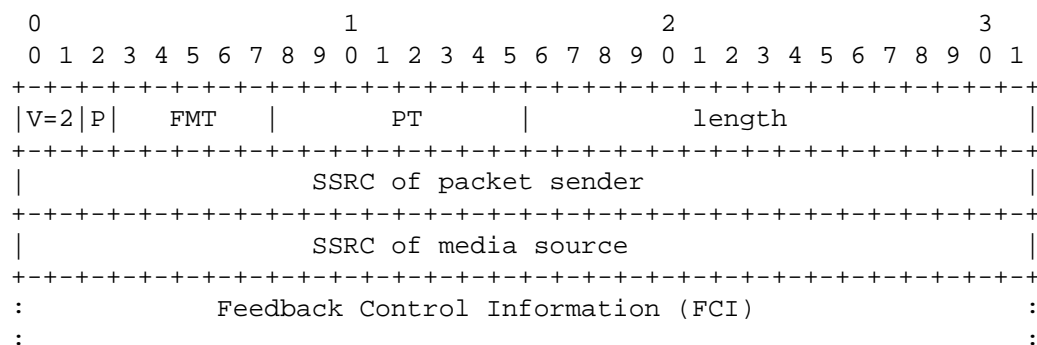 0                   1                   2                   3
 0 1 2 3 4 5 6 7 8 9 0 1 2 3 4 5 6 7 8 9 0 1 2 3 4 5 6 7 8 9 0 1
+-+-+-+-+-+-+-+-+-+-+-+-+-+-+-+-+-+-+-+-+-+-+-+-+-+-+-+-+-+-+-+-+
|V=2|P|   FMT   |       PT      |          length               |
+-+-+-+-+-+-+-+-+-+-+-+-+-+-+-+-+-+-+-+-+-+-+-+-+-+-+-+-+-+-+-+-+
|                  SSRC of packet sender                        |
+-+-+-+-+-+-+-+-+-+-+-+-+-+-+-+-+-+-+-+-+-+-+-+-+-+-+-+-+-+-+-+-+
|                  SSRC of media source                         |
+-+-+-+-+-+-+-+-+-+-+-+-+-+-+-+-+-+-+-+-+-+-+-+-+-+-+-+-+-+-+-+-+
:            Feedback Control Information (FCI)                 :
:                                                               :